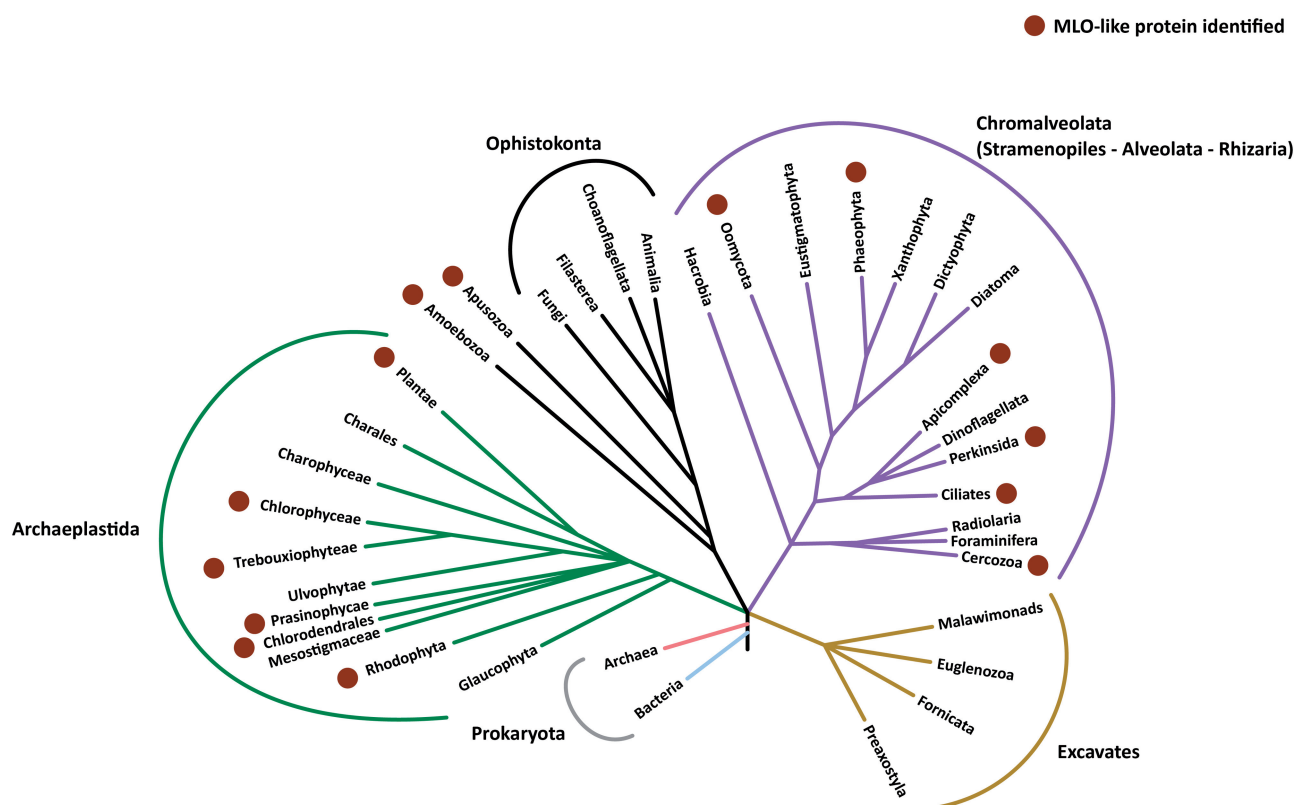 MLO-like protein identified
Chromalveolata
(Stramenopiles - Alveolata - Rhizaria)
Ophistokonta
Choanoflagellata
Animalia
Filasterea
Fungi
Apusozoa
Amoebozoa
Hacrobia
Oomycota
Eustigmatophyta
Phaeophyta
Xanthophyta
Dictyophyta
Diatoma
Apicomplexa
Dinoflagellata
Perkinsida
Ciliates
Radiolaria
Foraminifera
Cercozoa
Archaeplastida
Plantae
Charales
Charophyceae
Chlorophyceae
Trebouxiophyteae
Ulvophytae
Prasinophycae
Chlorodendrales
Mesostigmaceae
Rhodophyta
Glaucophyta
Archaea
Bacteria
Prokaryota
Malawimonads
Euglenozoa
Fornicata
Preaxostyla
Excavates